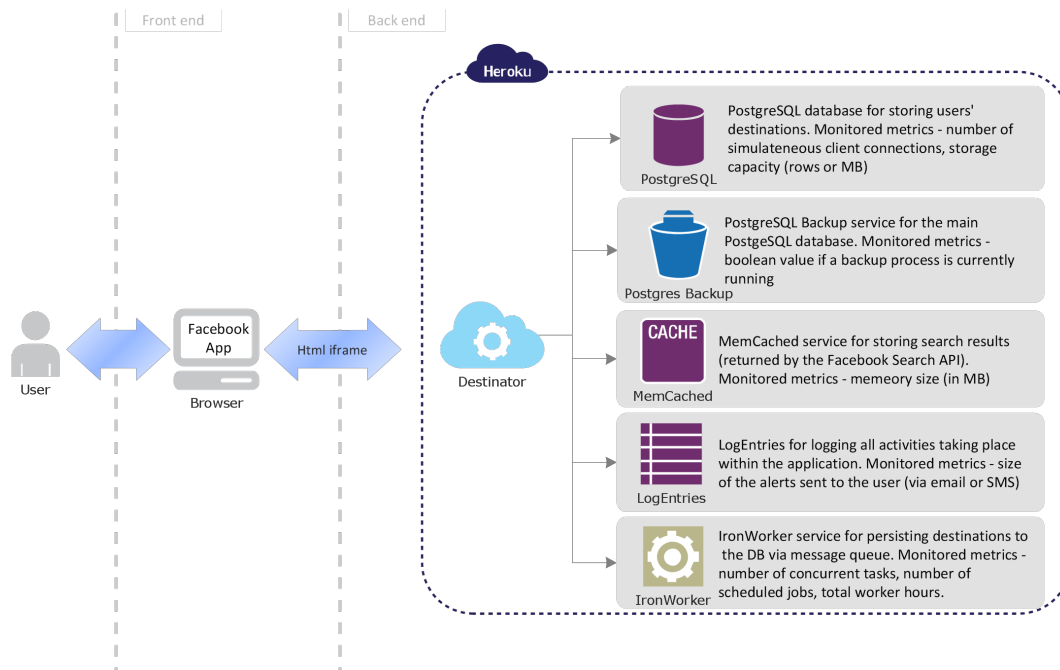 Front end
Back end
Heroku
PostgreSQL database for storing users'
destinations. Monitored metrics - number of
simulateneous client connections, storage
capacity (rows or MB)
PostgreSQL
PostgreSQL Backup service for the main
PostgeSQL database. Monitored metrics -
boolean value if a backup process is currently
running
Postgres Backup
User
Facebook
App
Browser
Html iframe
Destinator
CACHE
MemCached service for storing search results
(returned by the Facebook Search API).
Monitored metrics - memeory size (in MB)
MemCached
LogEntries for logging all activities taking place
within the application. Monitored metrics - size
of the alerts sent to the user (via email or SMS)
LogEntries
IronWorker service for persisting destinations to
the DB via message queue. Monitored metrics -
number of concurrent tasks, number of
scheduled jobs, total worker hours.
IronWorker